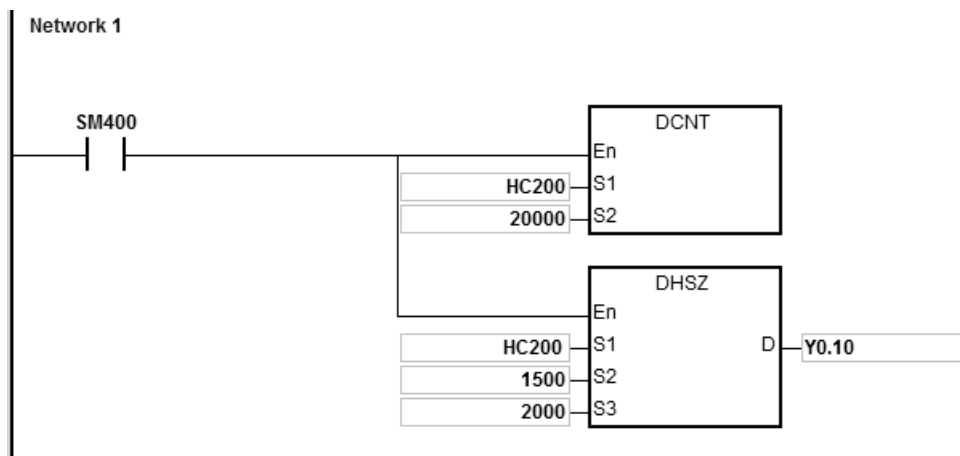 Network 1
SM400
DCNT
En
HC200 S1
20000 S2
DHSZ
En
HC200 S1 D Y0.10
1500 S2
2000 S3